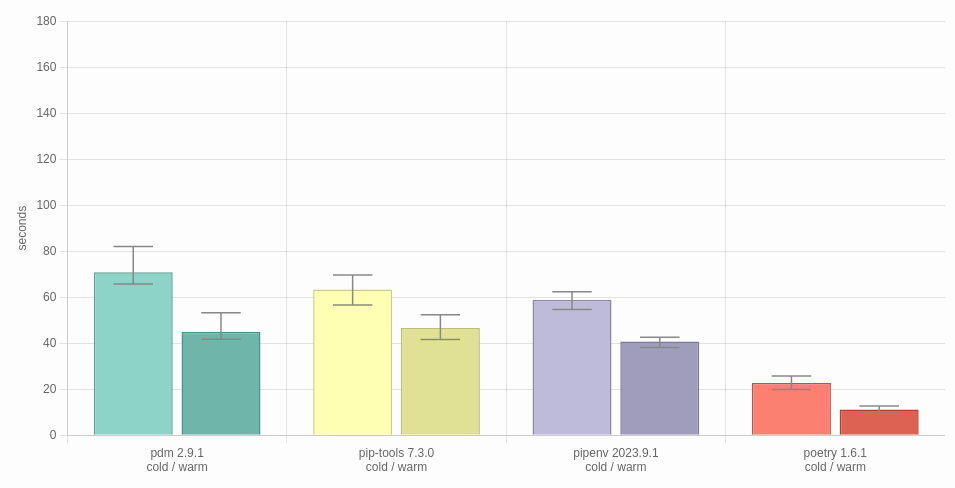 180
160
140
120
100
80
60
40
20
0
seconds
pdm 2.9.1
cold / warm
pip-tools 7.3.0
cold / warm
pipenv 2023.9.1
cold / warm
poetry 1.6.1
cold / warm